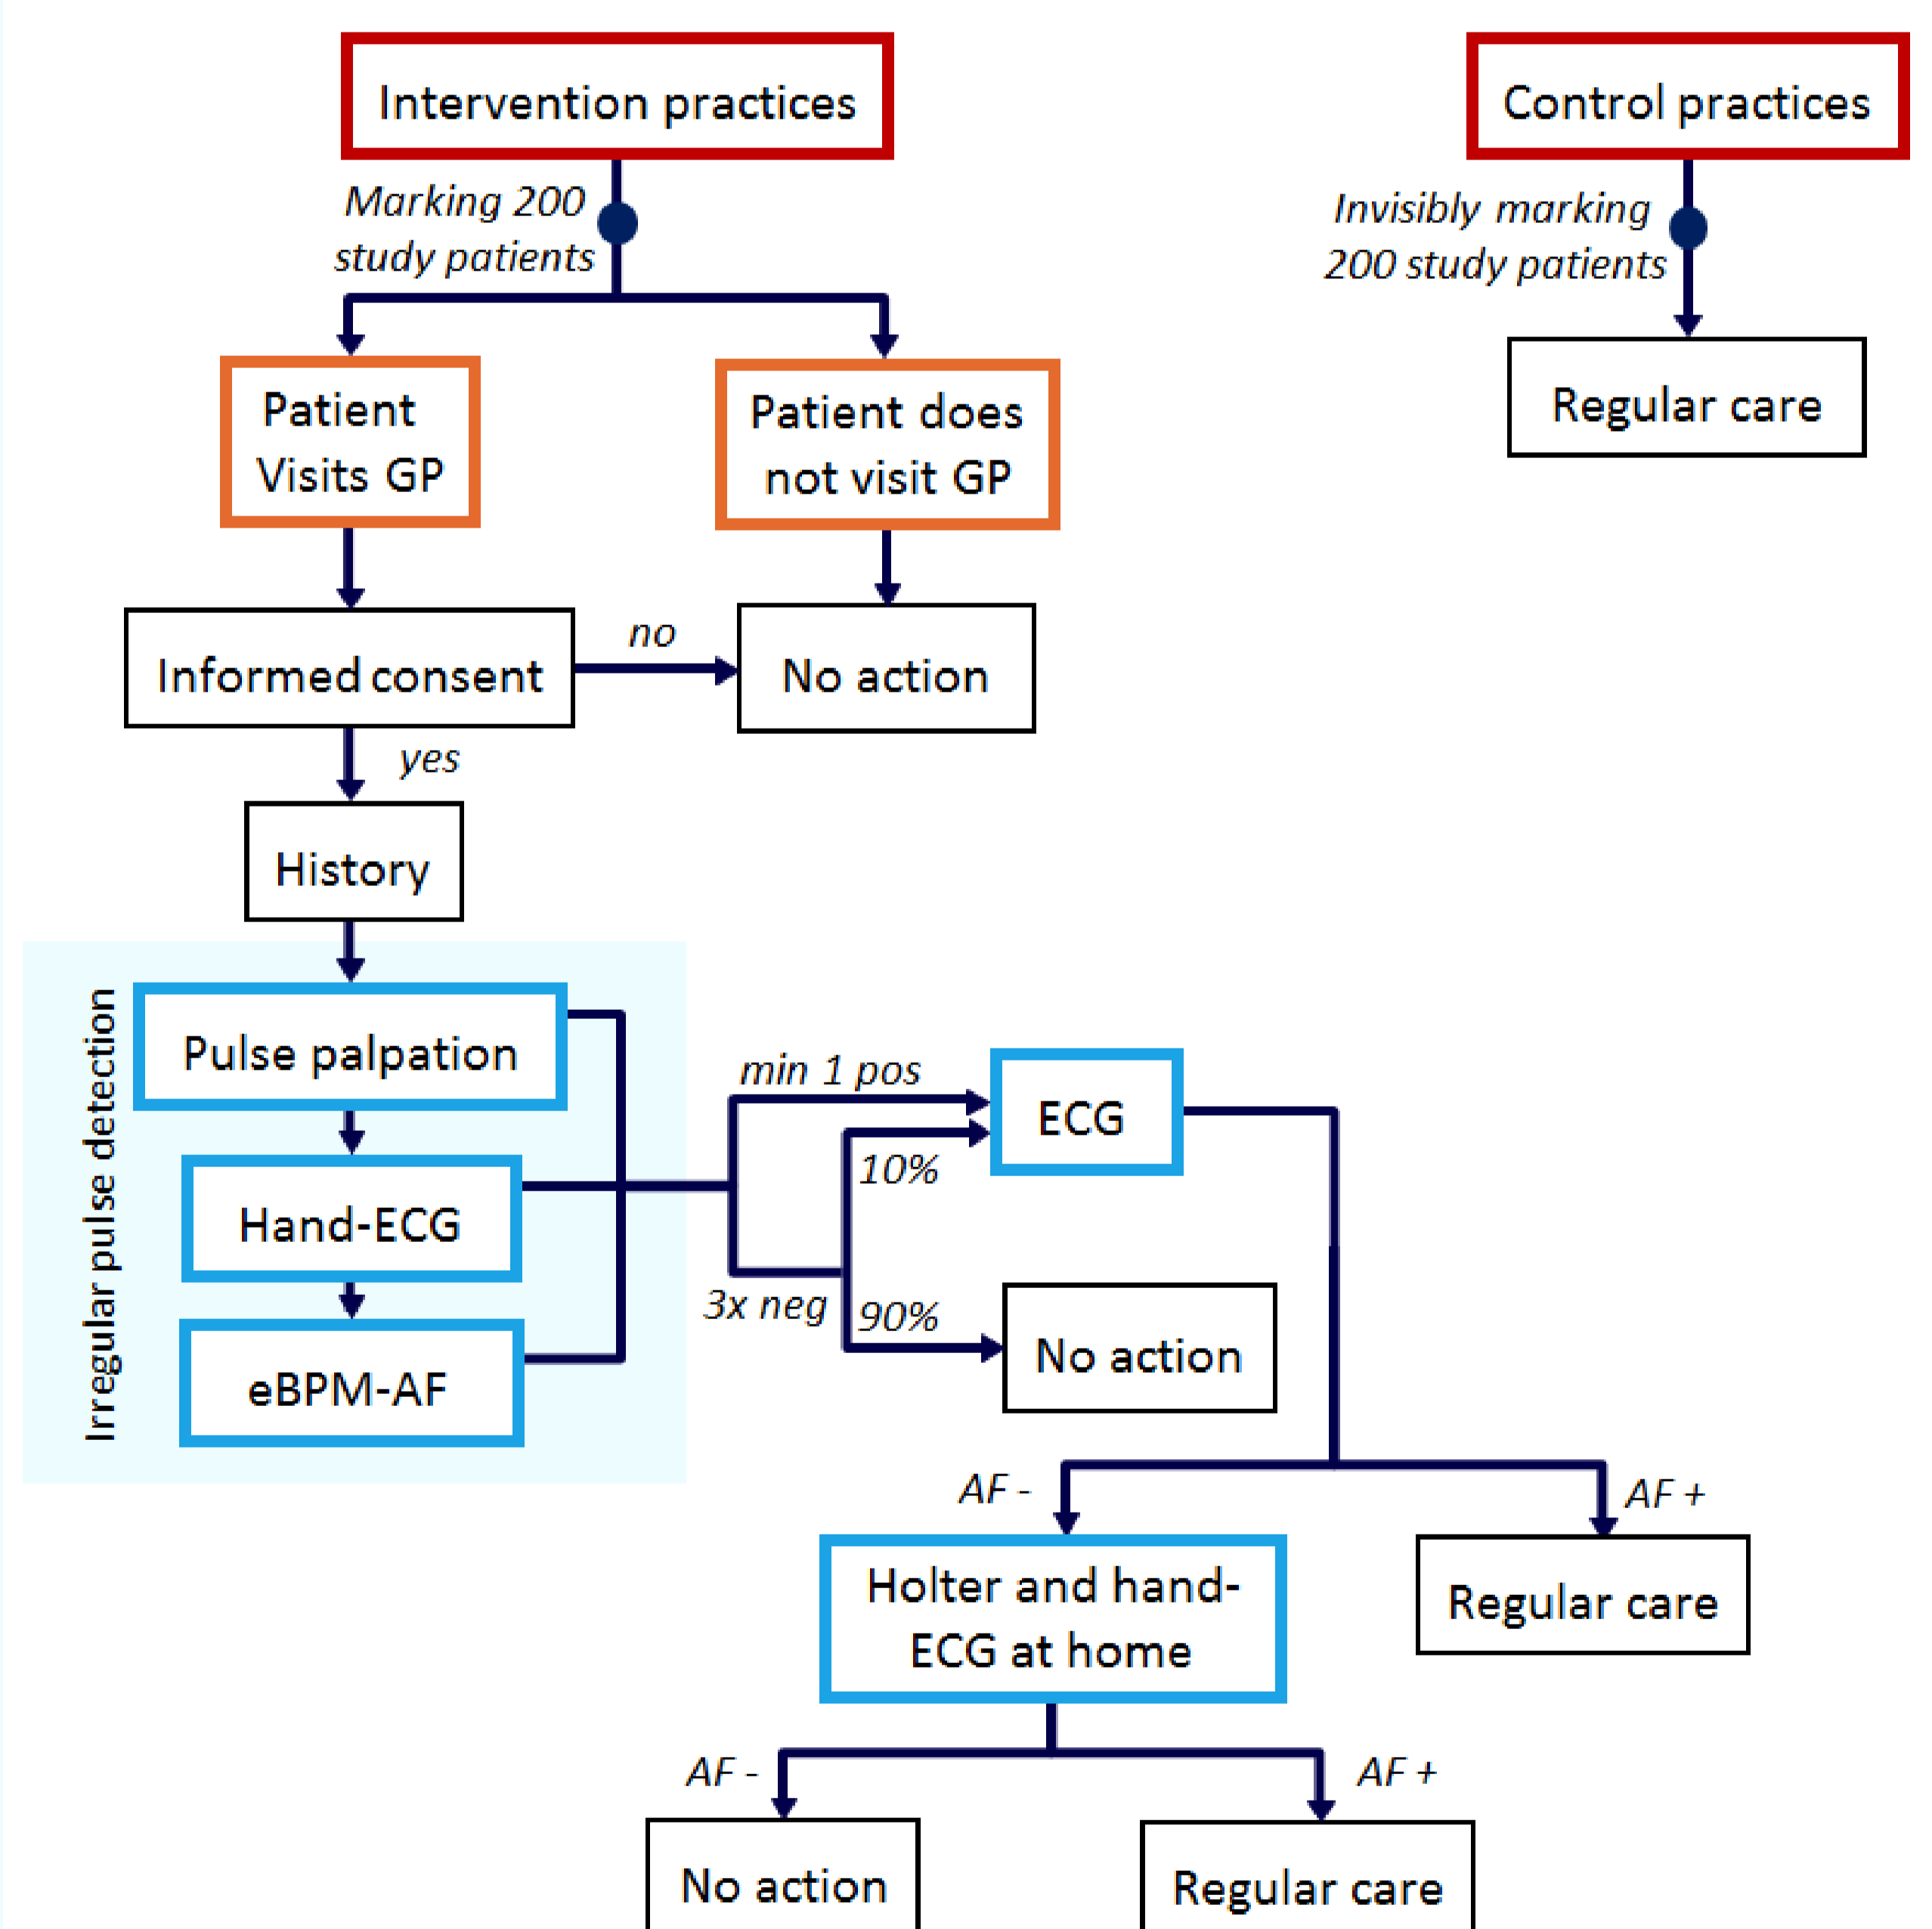 Intervention practices
Control practices
Marking 200
study patients
Invisibly marking
200 study patients
Patient
Visits GP
Patient does
not visit GP
Regular care
Informed consent
no
No action
yes
History
Irregular pulse detection
Pulse palpation
Hand-ECG
eBPM-AF
min 1 pos
ECG
10%
3x neg
90%
No action
AF -
AF +
Holter and hand-
ECG at home
Regular care
AF -
AF +
No action
Regular care